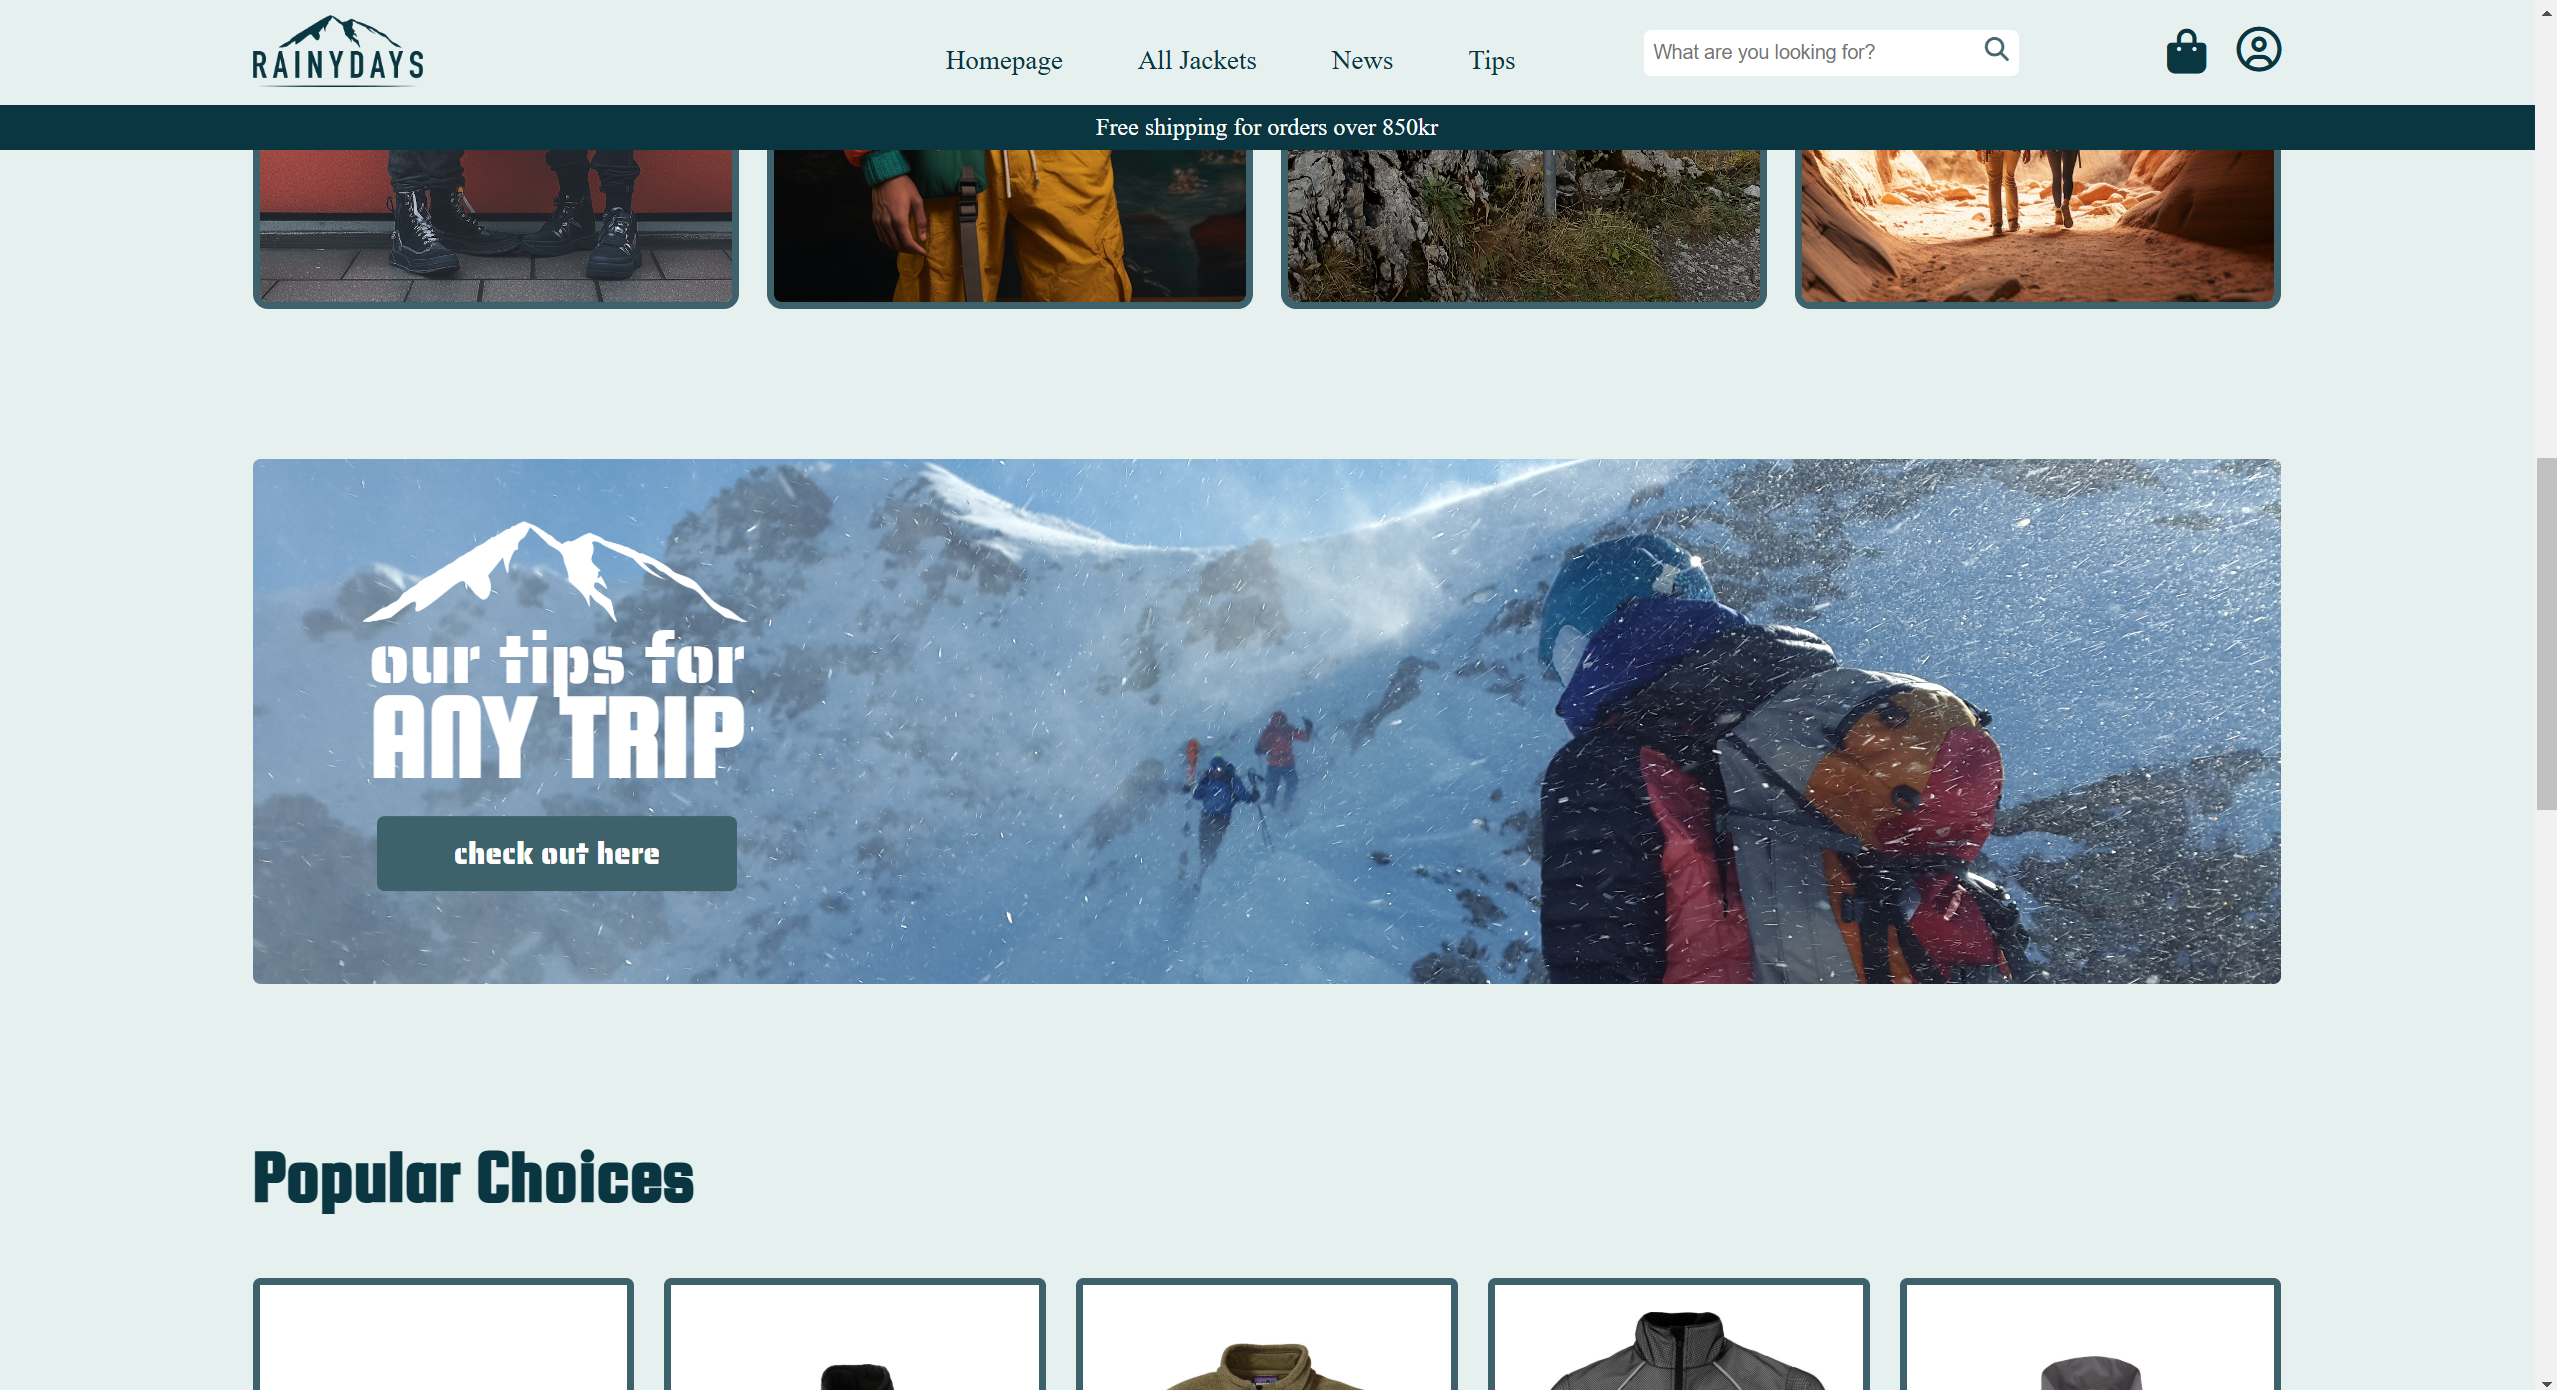 RAINYDAYS
Homepage
All Jackets
News
Tips
What are you looking for?
Free shipping for orders over 850kr
our tips for
ANY TRIP
check out here
Popular Choices